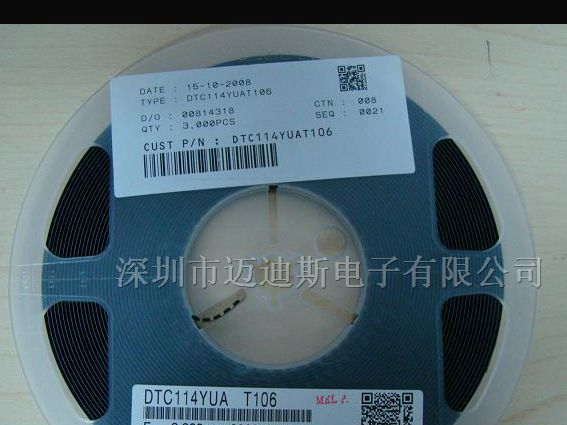 DATE : 15-10-2008
TYPE : DTC114YUAT106
D/O : 00814318 CTN : 008
QTY : 3,000PCS SEQ : 0021
CUST P/N : DTC114YUAT106
深圳市迈迪斯电子有限公司
DTC114YUA T106